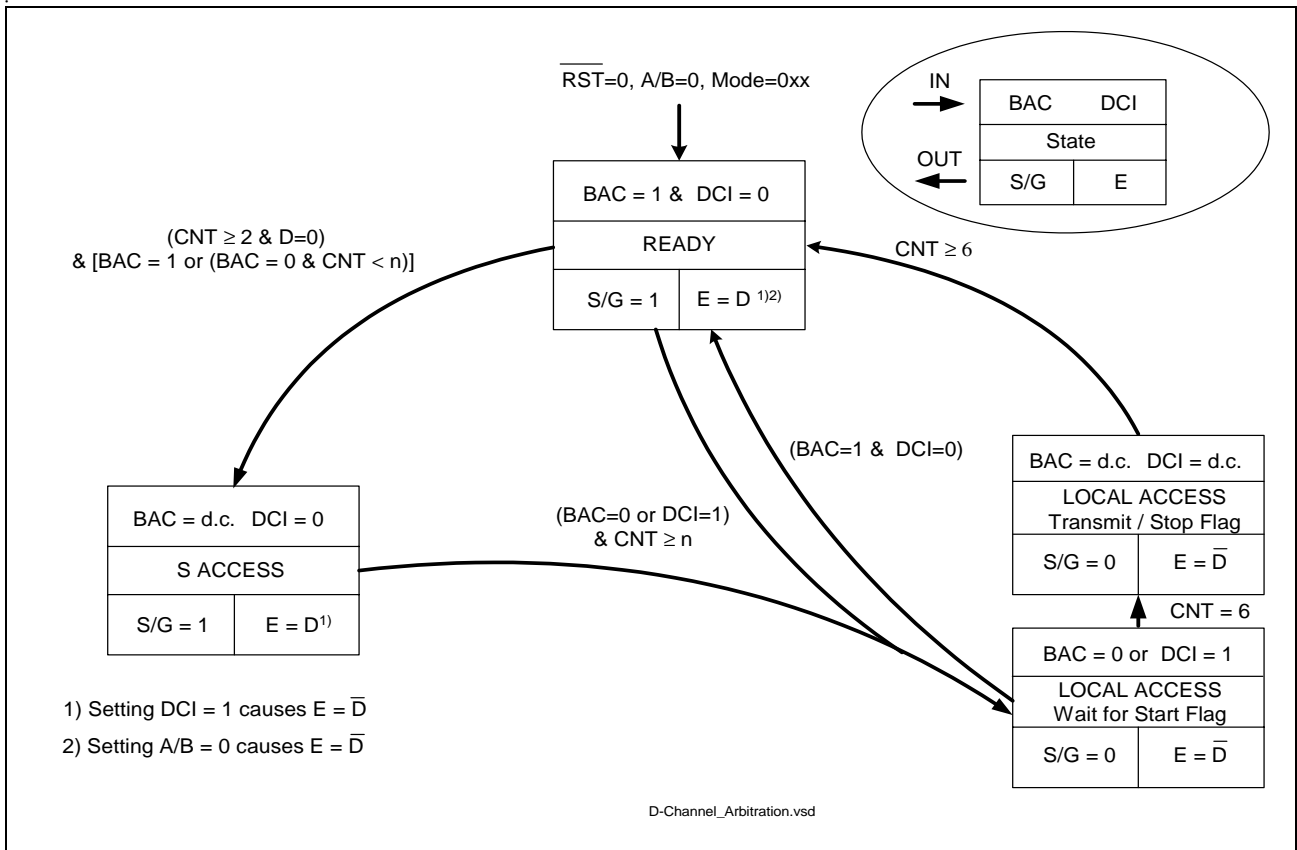 R̅S̅T̅=0, A/B=0, Mode=0xx
IN
BAC DCI
State
OUT
S/G E
BAC = 1 & DCI = 0
READY
S/G = 1 E = D 1)2)
(CNT ≥ 2 & D=0)
& [BAC = 1 or (BAC = 0 & CNT < n)]
CNT ≥ 6
(BAC=1 & DCI=0)
(BAC=0 or DCI=1)
& CNT ≥ n
BAC = d.c. DCI = d.c.
LOCAL ACCESS
Transmit / Stop Flag
S/G = 0 E = D̅
CNT = 6
BAC = d.c. DCI = 0
S ACCESS
S/G = 1 E = D1)
BAC = 0 or DCI = 1
LOCAL ACCESS
Wait for Start Flag
S/G = 0 E = D̅
1) Setting DCI = 1 causes E = D̅
2) Setting A/B = 0 causes E = D̅
D-Channel_Arbitration.vsd